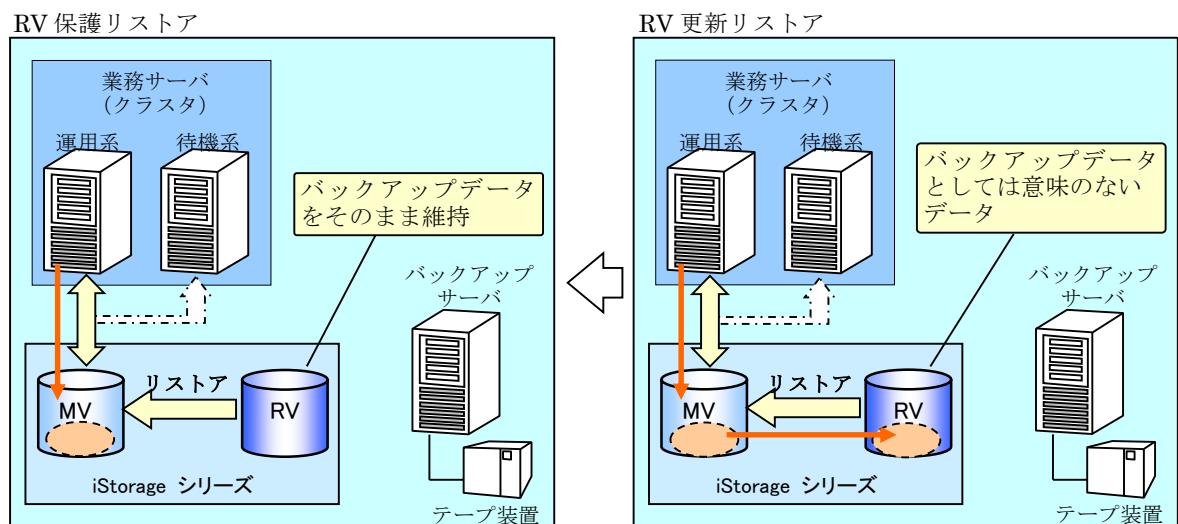 RV 保護リストア
業務サーバ
（クラスタ）
運用系
待機系
バックアップデータ
をそのまま維持
バックアップ
サーバ
リストア
MV
RV
iStorage シリーズ
テープ装置
RV 更新リストア
業務サーバ
（クラスタ）
運用系
待機系
バックアップデータ
としては意味のない
データ
バックアップ
サーバ
リストア
MV
RV
iStorage シリーズ
テープ装置